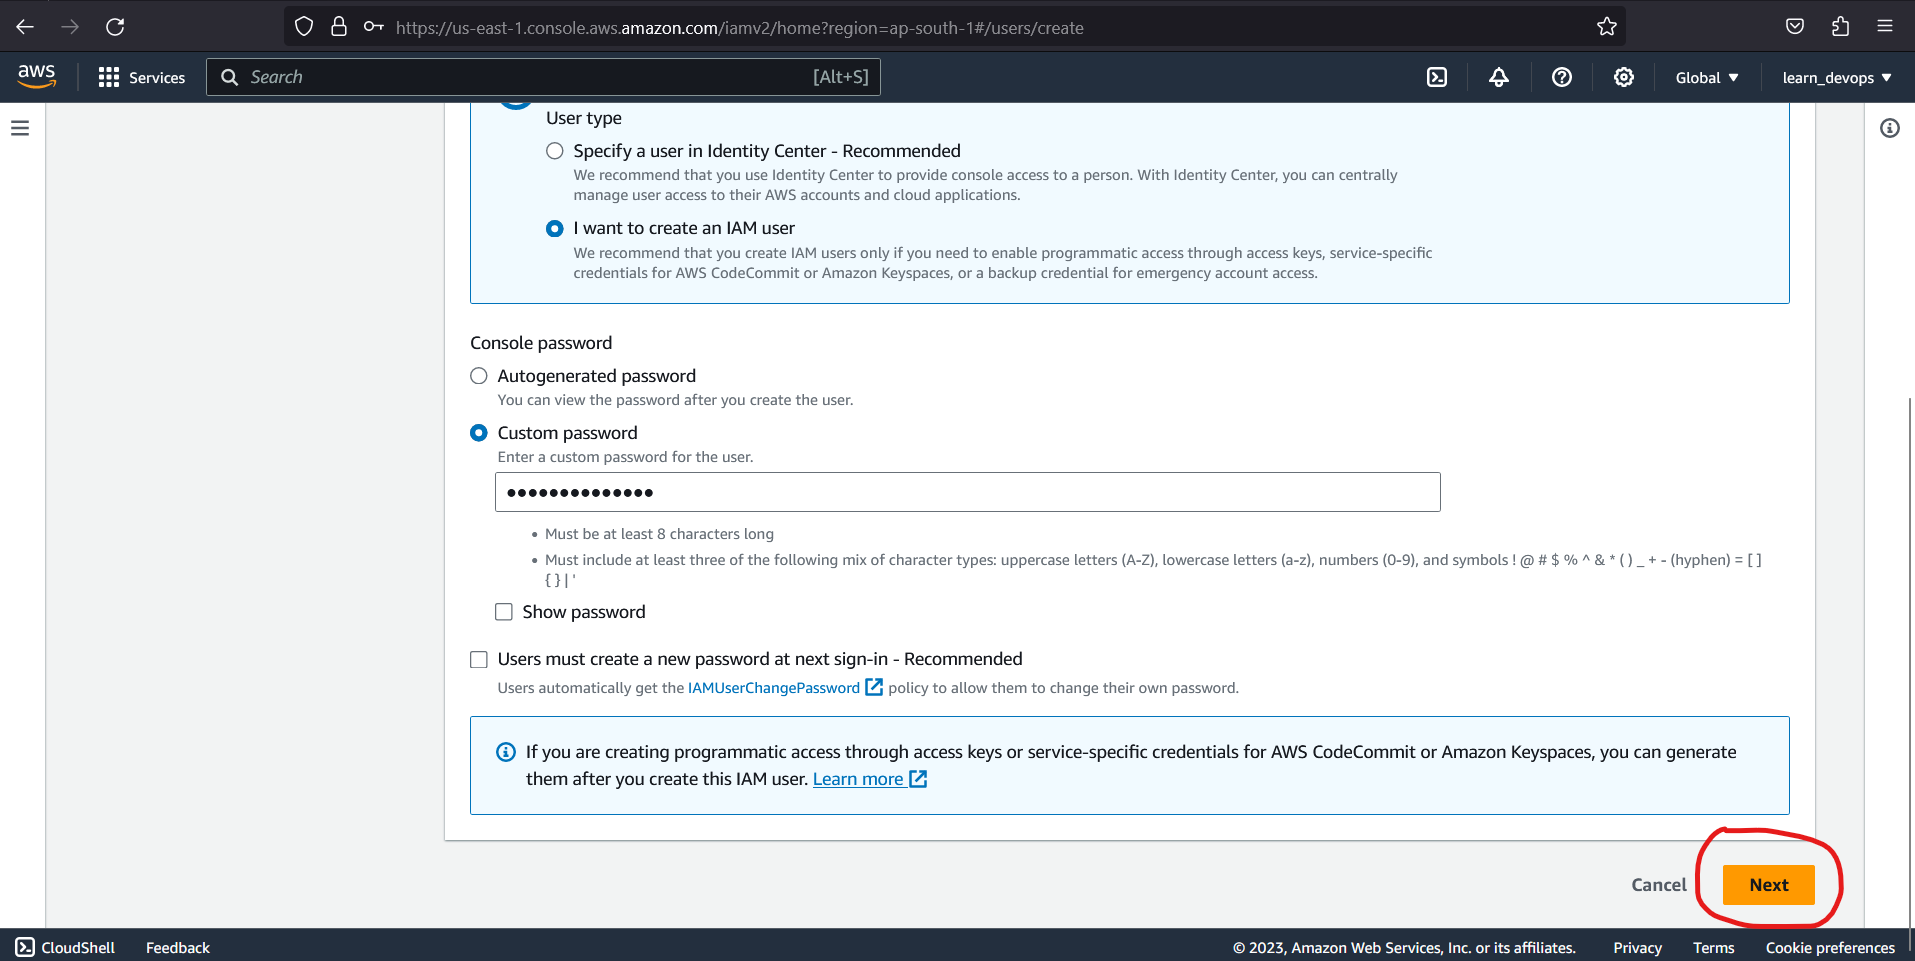 https://us-east-1.console.aws.amazon.com/iamv2/home?region=ap-south-1#/users/create
aws Services Search [Alt+S] Global learn_devops
User type
Specify a user in Identity Center - Recommended
We recommend that you use Identity Center to provide console access to a person. With Identity Center, you can centrally
manage user access to their AWS accounts and cloud applications.
I want to create an IAM user
We recommend that you create IAM users only if you need to enable programmatic access through access keys, service-specific
credentials for AWS CodeCommit or Amazon Keyspaces, or a backup credential for emergency account access.
Console password
Autogenerated password
You can view the password after you create the user.
Custom password
Enter a custom password for the user.
••••••••••••••
• Must be at least 8 characters long
• Must include at least three of the following mix of character types: uppercase letters (A-Z), lowercase letters (a-z), numbers (0-9), and symbols ! @ # $ % ^ & * ( ) _ + - (hyphen) = [ ]
{ } | '
Show password
Users must create a new password at next sign-in - Recommended
Users automatically get the IAMUserChangePassword policy to allow them to change their own password.
If you are creating programmatic access through access keys or service-specific credentials for AWS CodeCommit or Amazon Keyspaces, you can generate
them after you create this IAM user. Learn more
Cancel Next
CloudShell Feedback © 2023, Amazon Web Services, Inc. or its affiliates. Privacy Terms Cookie preferences